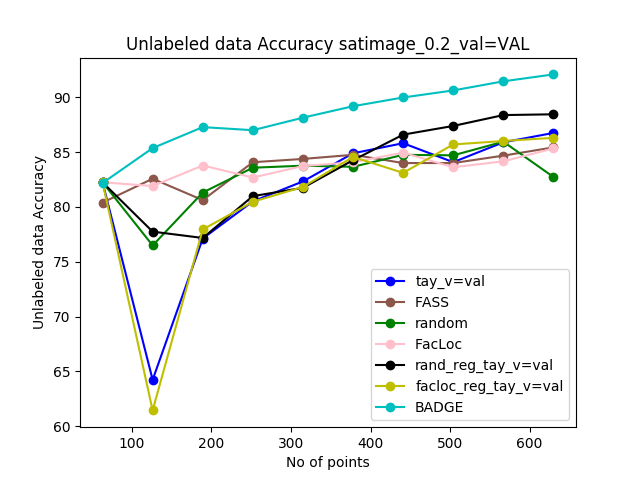 Unlabeled data Accuracy satimage_0.2_val=VAL
Unlabeled data Accuracy
90
85
80
75
70
65
60
tay_v=val
FASS
random
FacLoc
rand_reg_tay_v=val
facloc_reg_tay_v=val
BADGE
100
200
300
400
500
600
No of points